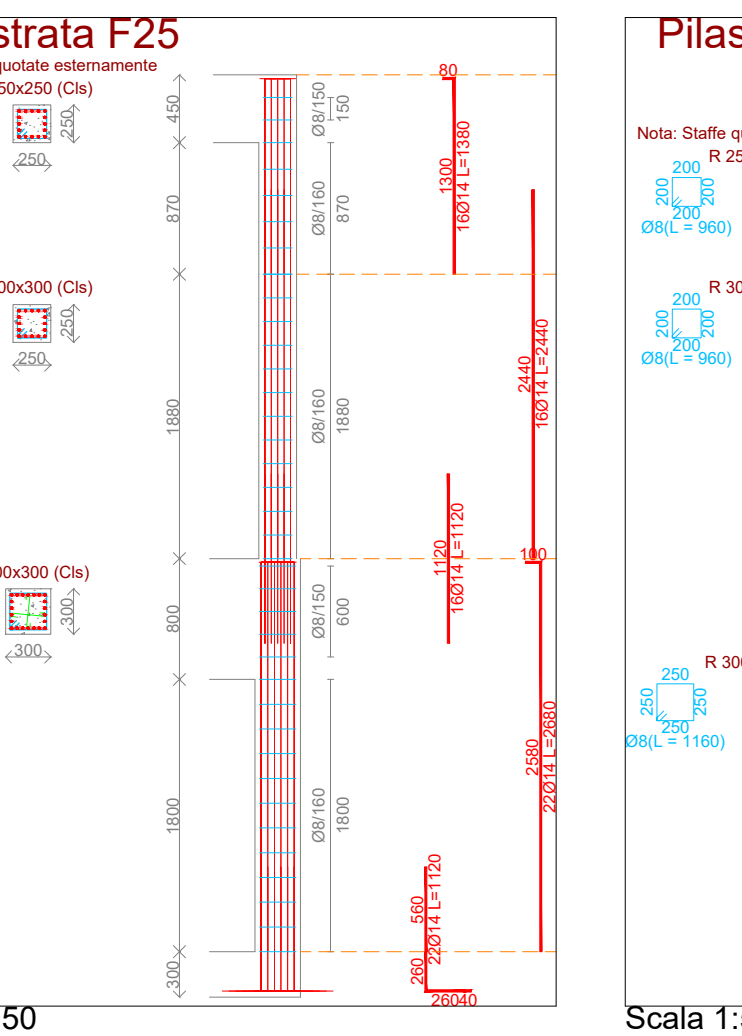 strata F25
quotate esternamente
50x250 (Cls)
250
250
00x300 (Cls)
250
250
00x300 (Cls)
300
300
450
870
1880
800
1800
300
Ø8/150
150
Ø8/160
870
Ø8/160
1880
Ø8/150
600
Ø8/160
1800
80
1300
16Ø14 L=1380
2440
16Ø14 L=2440
1120
16Ø14 L=1120
100
2580
22Ø14 L=2680
560
22Ø14 L=1120
260
26040
50
Pilas
Nota: Staffe qu
R 25
200
200
200
200
Ø8(L = 960)
R 30
200
200
200
200
Ø8(L = 960)
R 300
250
250
250
250
Ø8(L = 1160)
Scala 1: